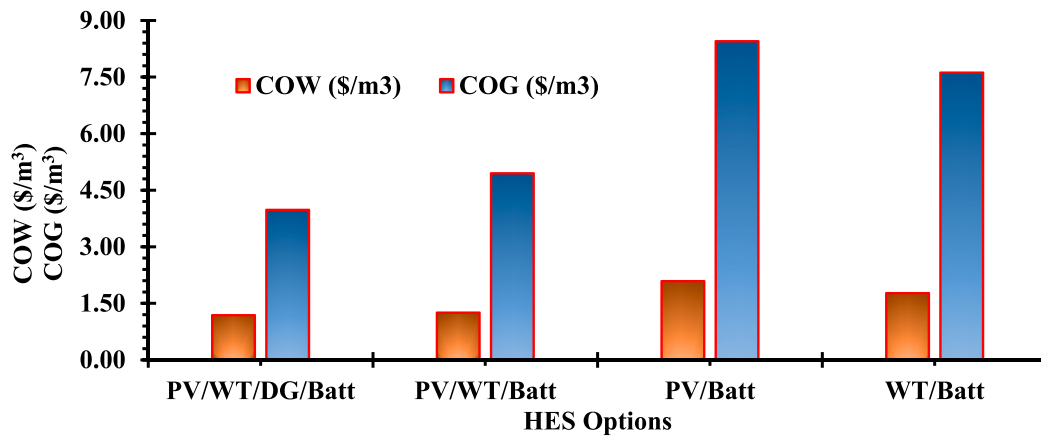 9.00
7.50
6.00
4.50
3.00
1.50
0.00
COW ($/m³)
COG ($/m³)
COW ($/m3) COG ($/m3)
PV/WT/DG/Batt PV/WT/Batt PV/Batt WT/Batt
HES Options